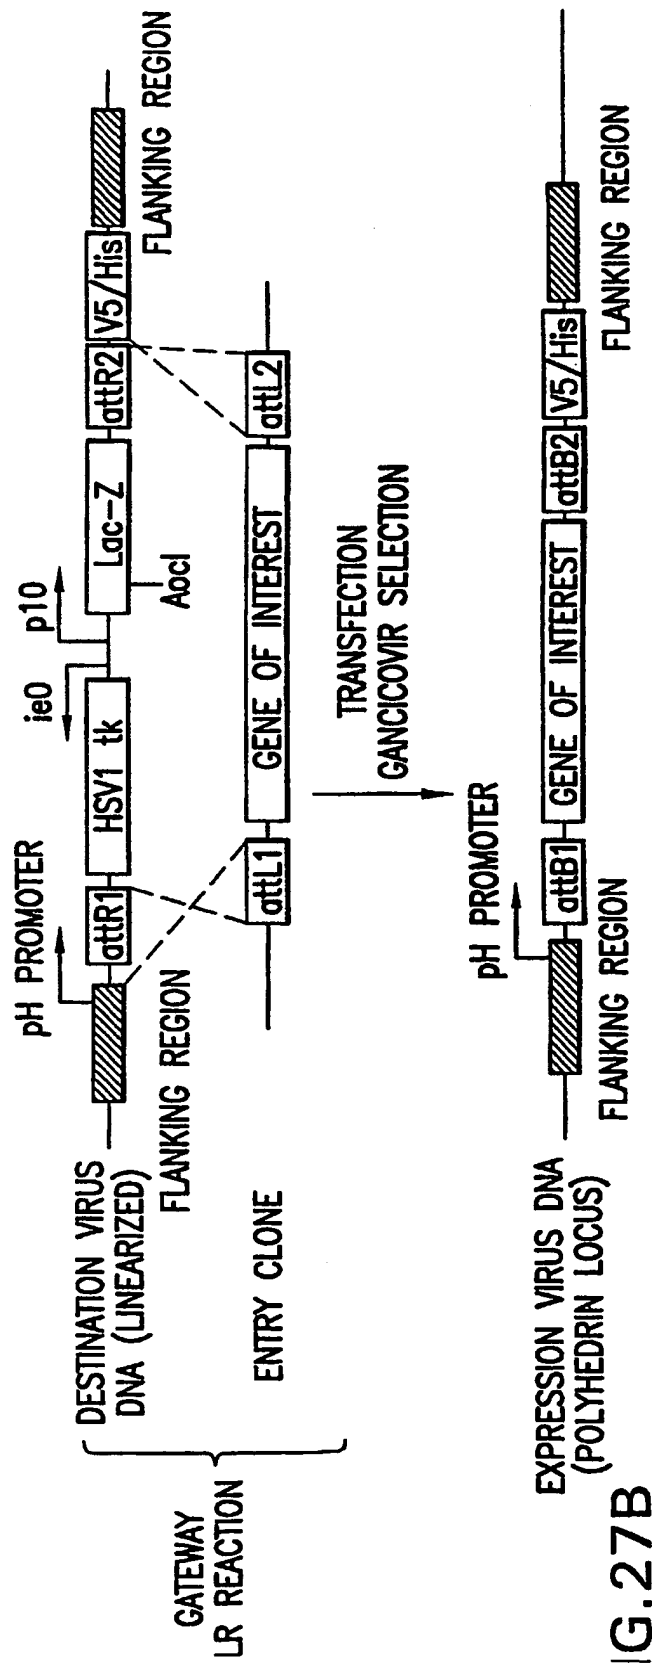 GATEWAY
LR REACTION
DESTINATION VIRUS
DNA (LINEARIZED)
pH PROMOTER
ie0
p10
attR1
HSV1 tk
Lac-Z
attR2
V5/His
AocI
FLANKING REGION
FLANKING REGION
ENTRY CLONE
attL1
GENE OF INTEREST
attL2
TRANSFECTION
GANCICOVIR SELECTION
EXPRESSION VIRUS DNA
(POLYHEDRIN LOCUS)
pH PROMOTER
attB1
GENE OF INTEREST
attB2
V5/His
FLANKING REGION
FLANKING REGION
IG.27B